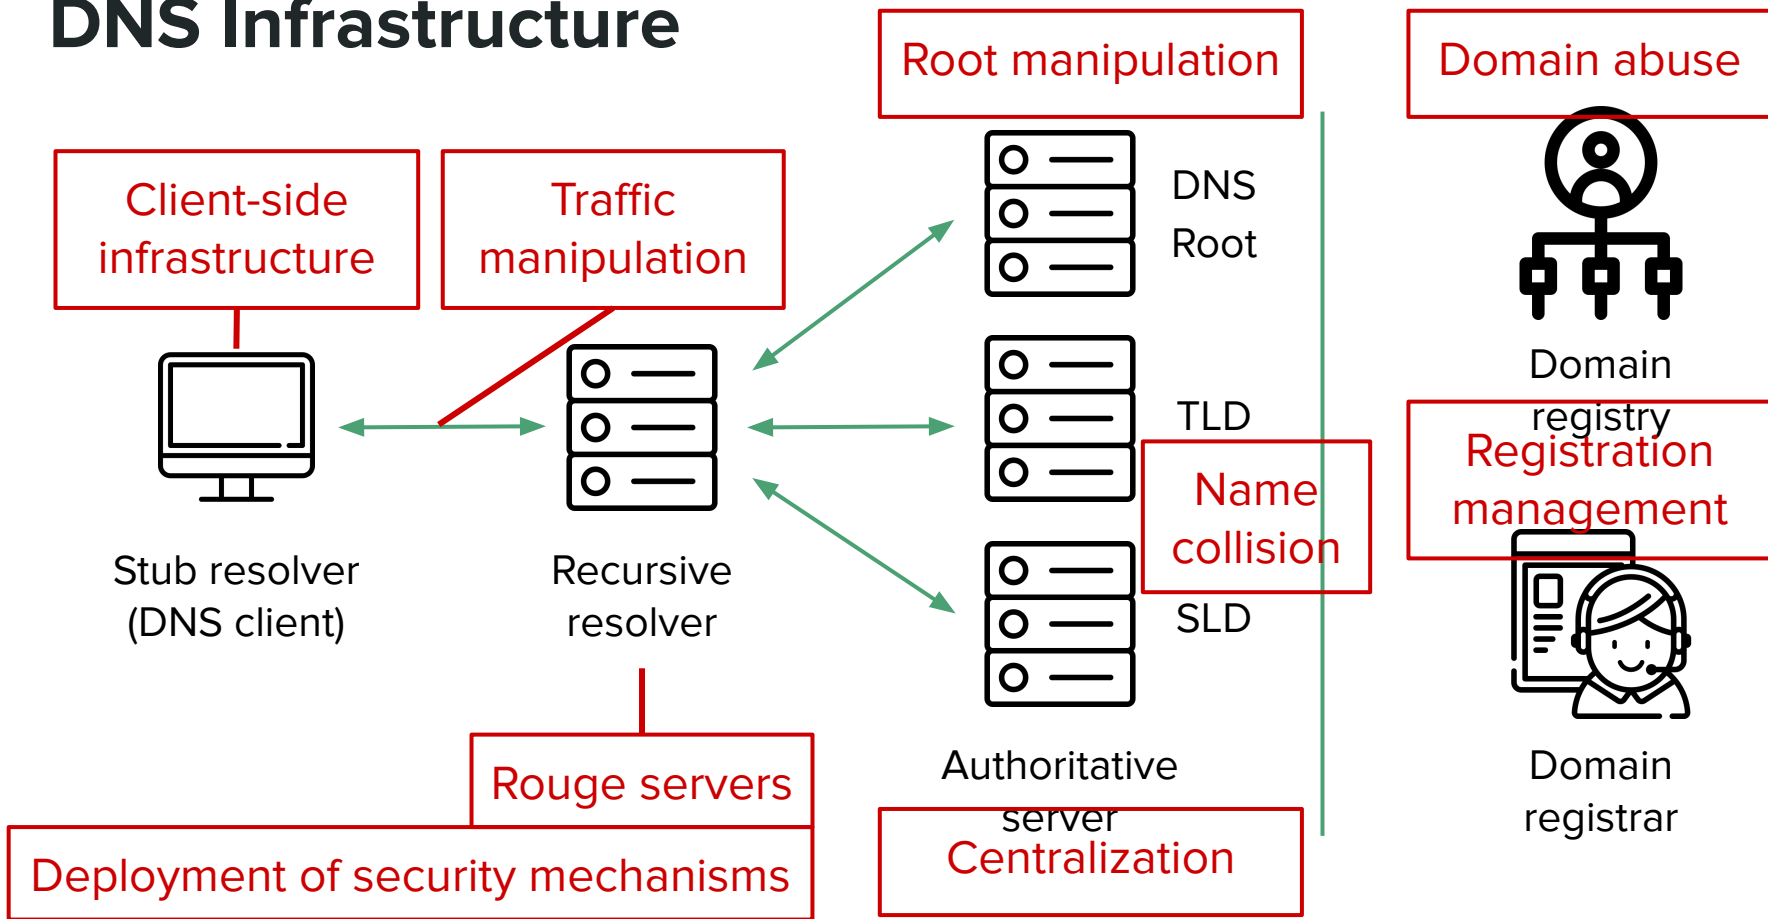 DNS Infrastructure
Root manipulation
Domain abuse
Client-side
infrastructure
Traffic
manipulation
DNS
Root
TLD
Name
collision
SLD
Domain
registry
Registration
management
Stub resolver
(DNS client)
Recursive
resolver
Rouge servers
Deployment of security mechanisms
Authoritative
server
Centralization
Domain
registrar